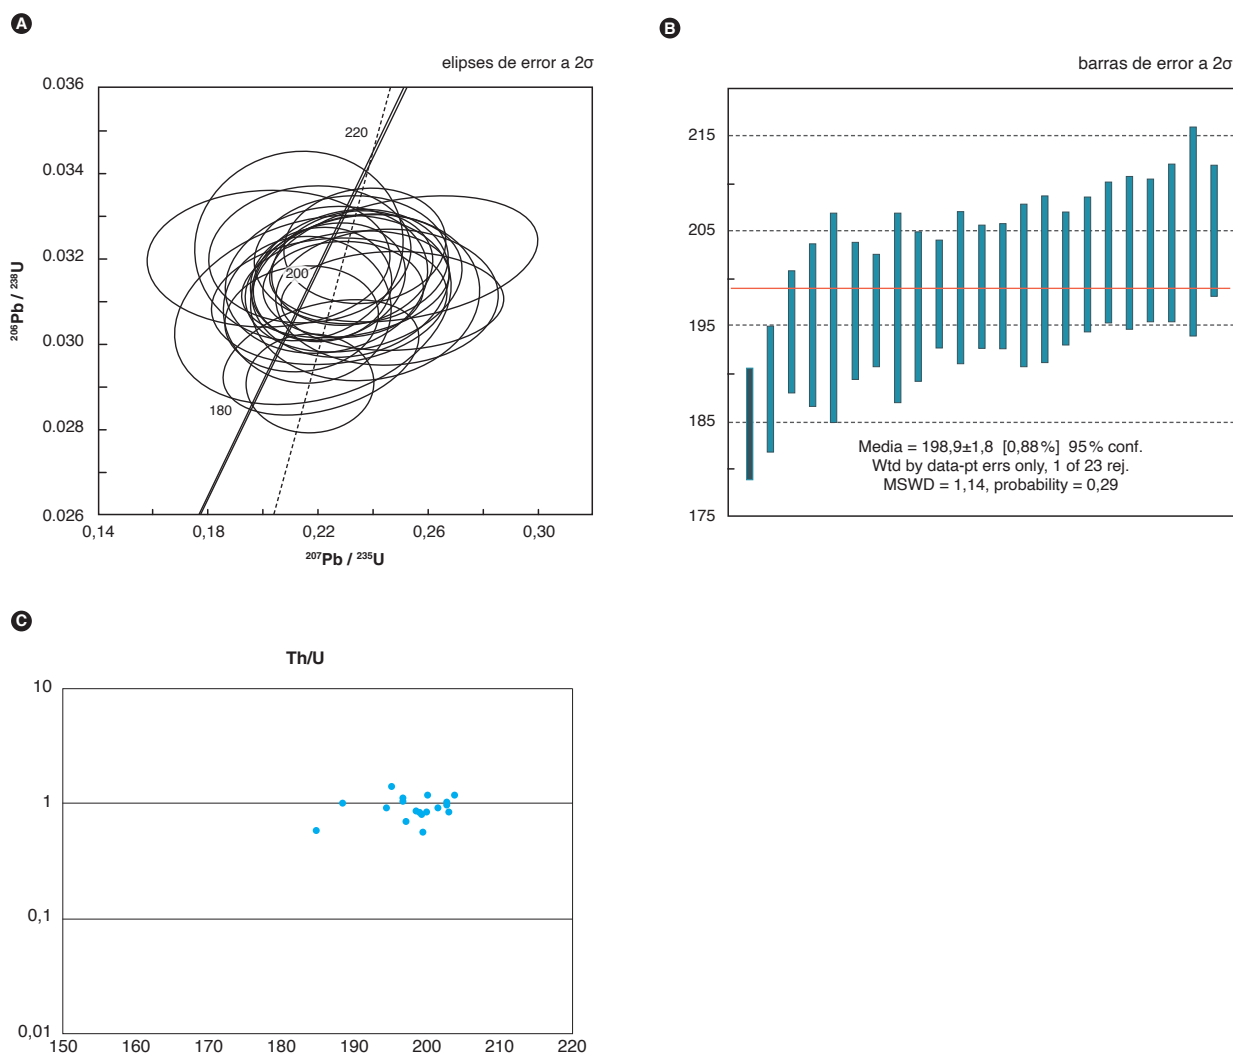 A
elipses de error a 2σ
0.036
0.034
0.032
0.030
0.028
0.026
²⁰⁶Pb / ²³⁸U
220
200
180
0,14
0,18
0,22
0,26
0,30
²⁰⁷Pb / ²³⁵U
B
barras de error a 2σ
215
205
195
185
175
Media = 198,9±1,8 [0,88 %] 95 % conf.
Wtd by data-pt errs only, 1 of 23 rej.
MSWD = 1,14, probability = 0,29
C
Th/U
10
1
0,1
0,01
150
160
170
180
190
200
210
220